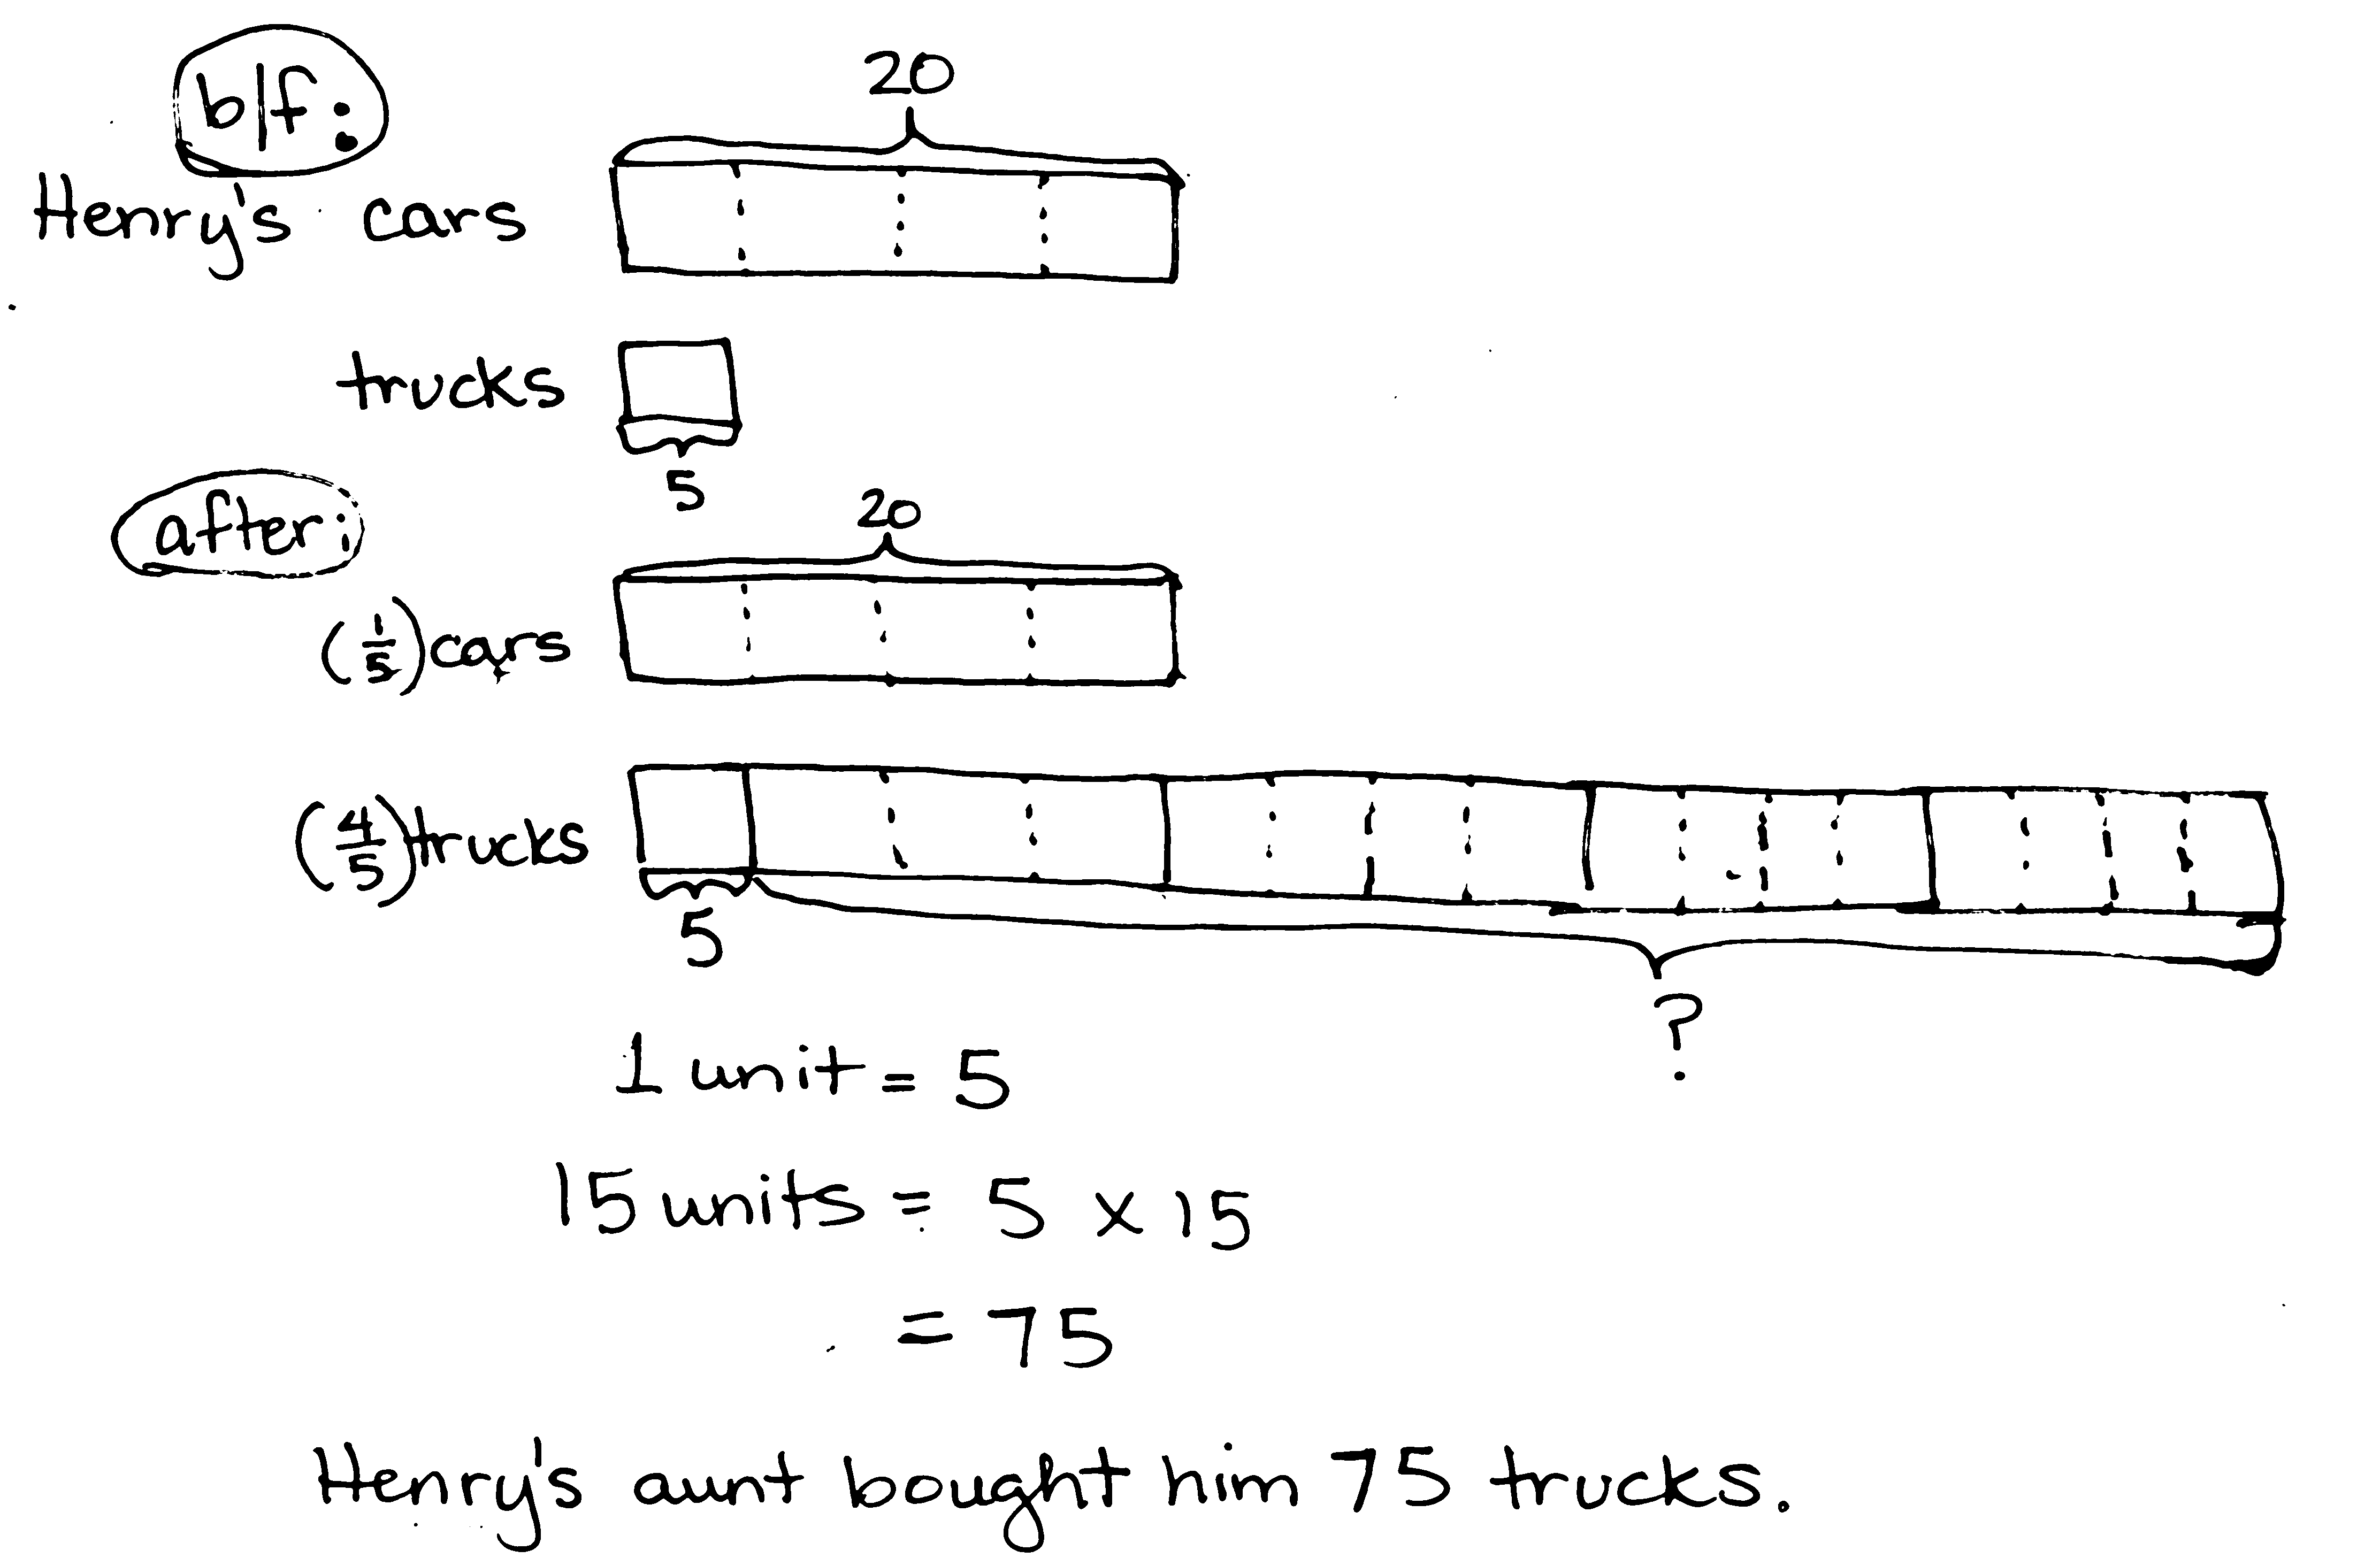 b/f:
20
Henry's cars
trucks
5
after:
20
(1/5) cars
(4/5) trucks
5
?
1 unit = 5
15 units = 5 x 15
= 75
Henry's aunt bought him 75 trucks.